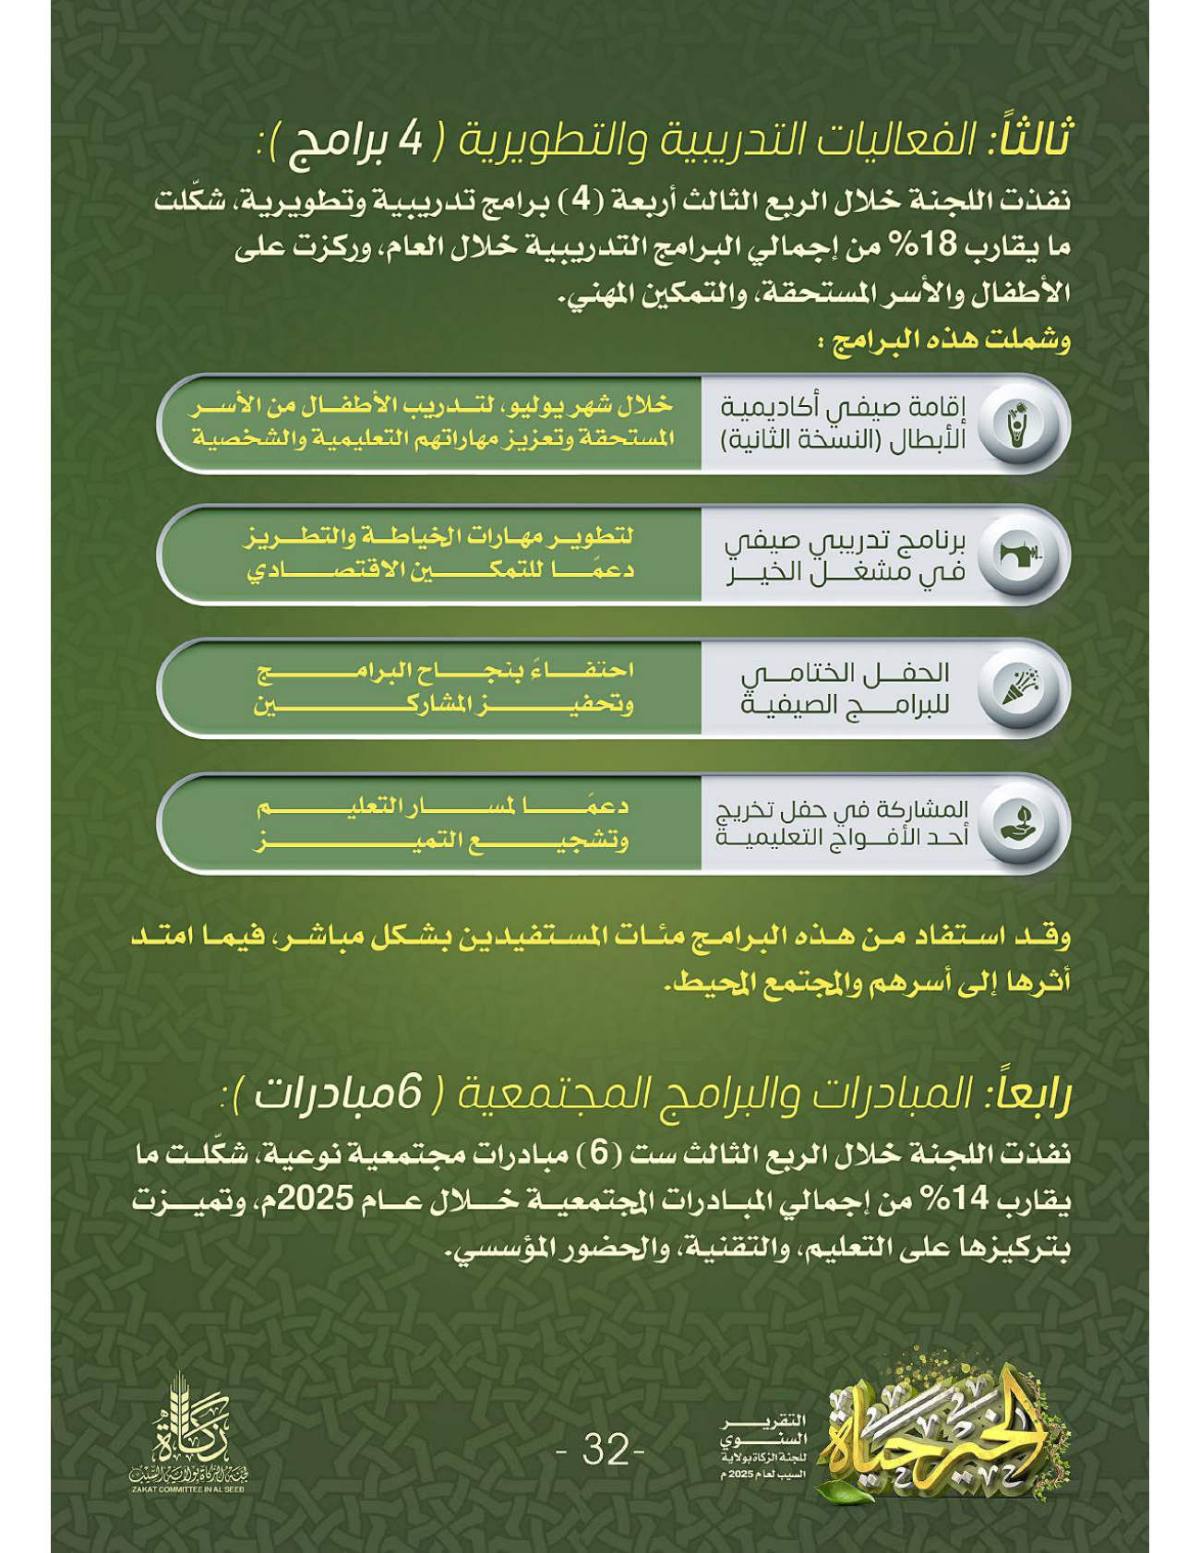 ثالثاً: الفعاليات التدريبية والتطويرية ( 4 برامج ):
نفذت اللجنة خلال الربع الثالث أربعة (4) برامج تدريبية وتطويرية، شكّلت
ما يقارب 18% من إجمالي البرامج التدريبية خلال العام، وركزت على
الأطفال والأسر المستحقة، والتمكين المهني.
وشملت هذه البرامج :
إقامة صيفي أكاديمية
الأبطال (النسخة الثانية)
خلال شهر يوليو، لتدريب الأطفال من الأسر
المستحقة وتعزيز مهاراتهم التعليمية والشخصية
برنامج تدريبي صيفي
في مشغل الخير
لتطوير مهارات الخياطة والتطريز
دعمًا للتمكين الاقتصادي
الحفل الختامي
للبرامج الصيفية
احتفاءً بنجاح البرامج
وتحفيز المشاركين
المشاركة في حفل تخريج
أحد الأفواج التعليمية
دعمًا لمسار التعليم
وتشجيع التميز
وقد استفاد من هذه البرامج مئات المستفيدين بشكل مباشر، فيما امتد
أثرها إلى أسرهم والمجتمع المحيط.
رابعاً: المبادرات والبرامج المجتمعية ( 6مبادرات ):
نفذت اللجنة خلال الربع الثالث ست (6) مبادرات مجتمعية نوعية، شكّلت ما
يقارب 14% من إجمالي المبادرات المجتمعية خلال عام 2025م، وتميزت
بتركيزها على التعليم، والتقنية، والحضور المؤسسي.
الخير حياة
التقرير
السنوي
للجنة الزكاة بولاية
السيب لعام 2025 م
- 32-
زكاة
لجنة الزكاة بولاية السيب
ZAKAT COMMITTEE IN AL SEEB